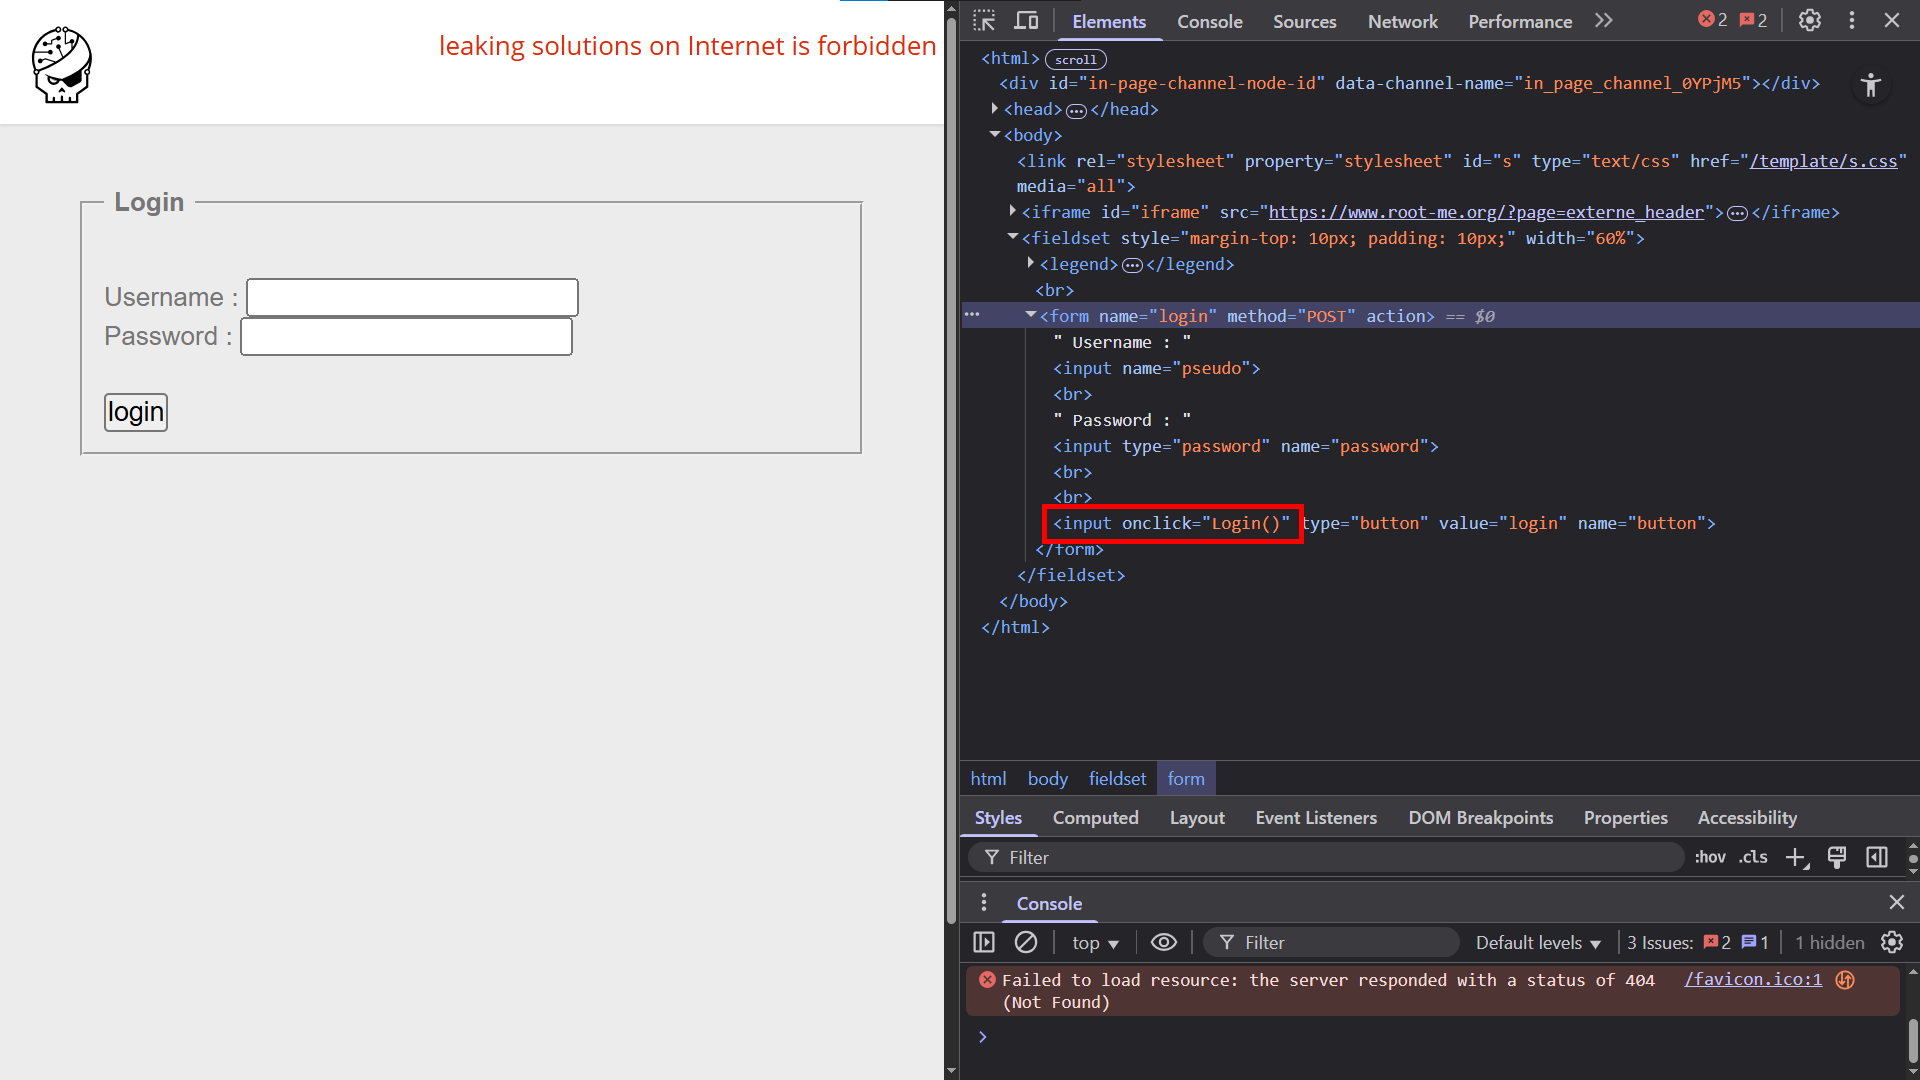 leaking solutions on Internet is forbidden
Login
Username :
Password :
login
Elements Console Sources Network Performance 2 2
<html> scroll
<div id="in-page-channel-node-id" data-channel-name="in_page_channel_0YPjM5"></div>
<head>…</head>
<body>
<link rel="stylesheet" property="stylesheet" id="s" type="text/css" href="/template/s.css"
media="all">
<iframe id="iframe" src="https://www.root-me.org/?page=externe_header">…</iframe>
<fieldset style="margin-top: 10px; padding: 10px;" width="60%">
<legend>…</legend>
<br>
… <form name="login" method="POST" action> == $0
" Username : "
<input name="pseudo">
<br>
" Password : "
<input type="password" name="password">
<br>
<br>
<input onclick="Login()" type="button" value="login" name="button">
</form>
</fieldset>
</body>
</html>
html body fieldset form
Styles Computed Layout Event Listeners DOM Breakpoints Properties Accessibility
Filter :hov .cls
Console
top Filter Default levels 3 Issues: 2 1 1 hidden
Failed to load resource: the server responded with a status of 404 /favicon.ico:1
(Not Found)